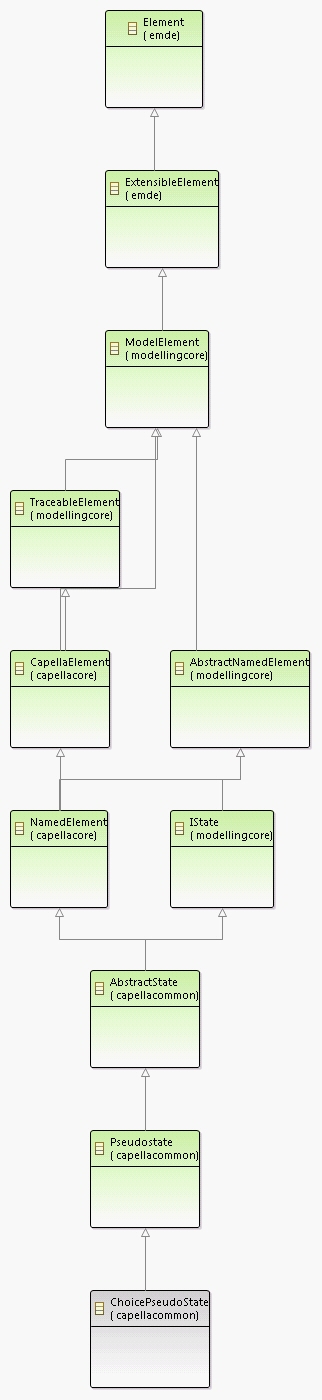 Element
( emde)
ExtensibleElement
( emde)
ModelElement
( modellingcore)
TraceableElement
( modellingcore)
CapellaElement
( capellacore)
AbstractNamedElement
( modellingcore)
NamedElement
( capellacore)
IState
( modellingcore)
AbstractState
( capellacommon)
Pseudostate
( capellacommon)
ChoicePseudoState
( capellacommon)